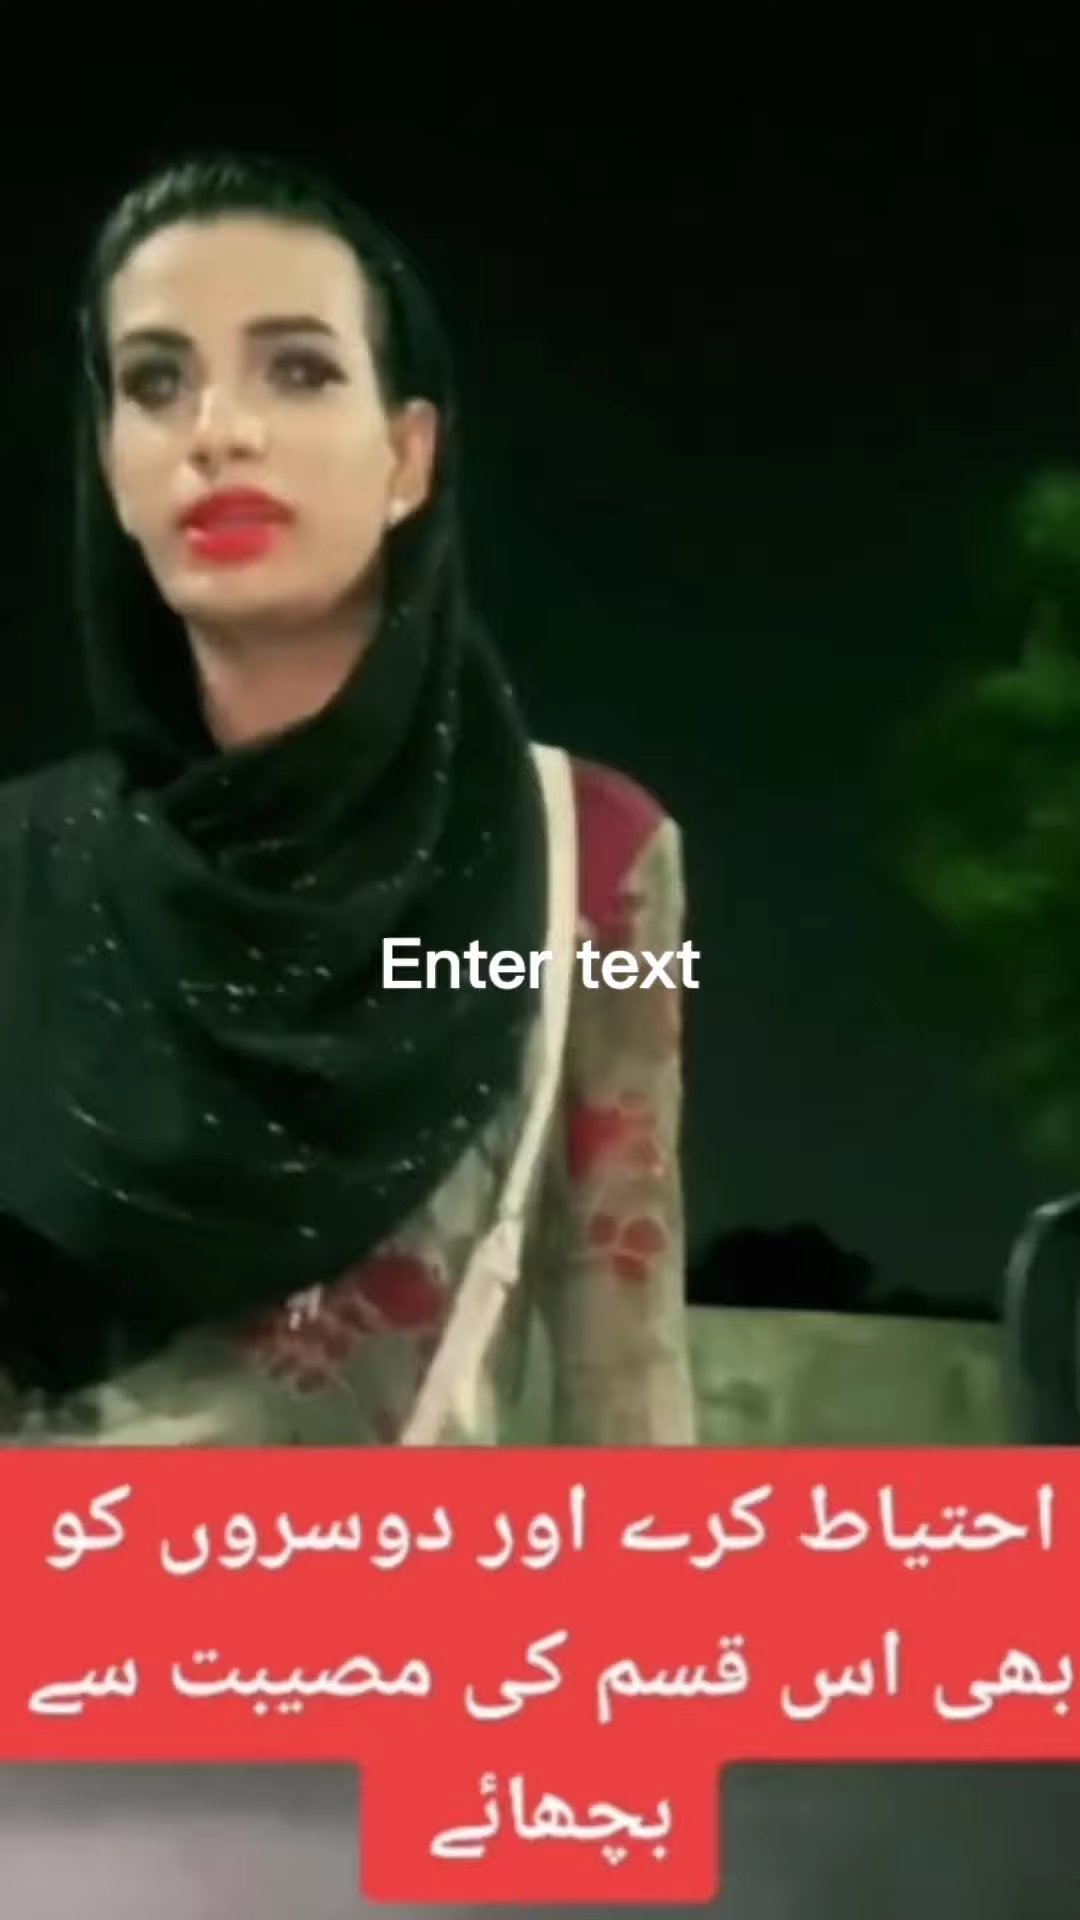 Enter text
احتیاط کرے اور دوسروں کو
بھی اس قسم کی مصیبت سے
بچھائے